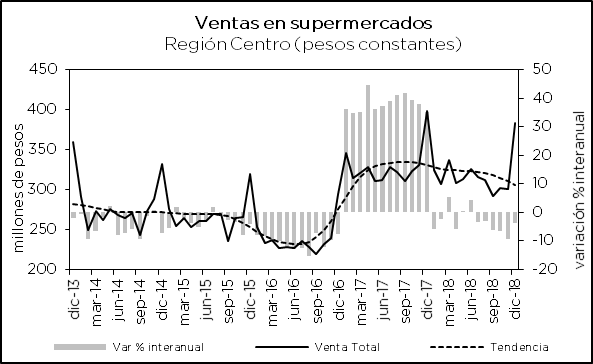 Ventas en supermercados
Región Centro (pesos constantes)
millones de pesos
450
400
350
300
250
200
50
40
30
20
10
0
-10
-20
variación % interanual
dic-13
mar-14
jun-14
sep-14
dic-14
mar-15
jun-15
sep-15
dic-15
mar-16
jun-16
sep-16
dic-16
mar-17
jun-17
sep-17
dic-17
mar-18
jun-18
sep-18
dic-18
Var % interanual
Venta Total
Tendencia